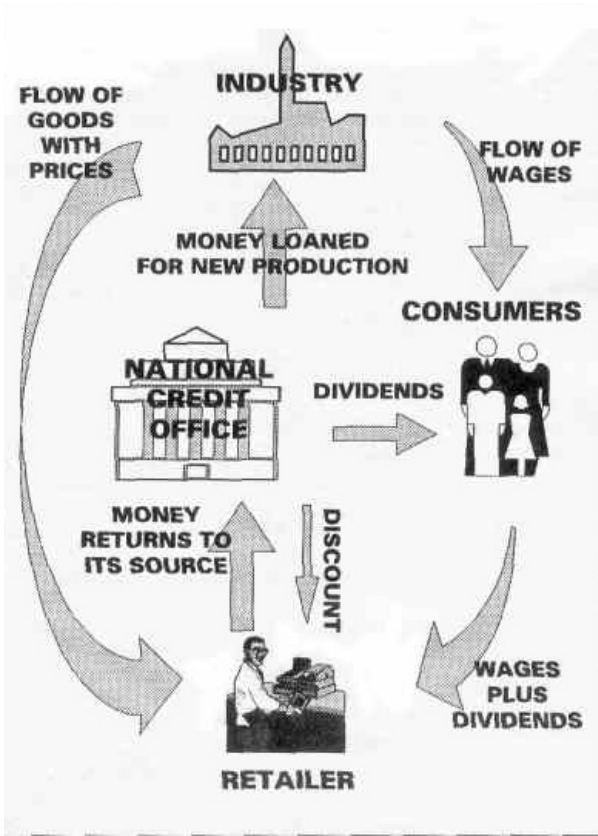 INDUSTRY
FLOW OF
GOODS
WITH
PRICES
FLOW OF
WAGES
MONEY LOANED
FOR NEW PRODUCTION
CONSUMERS
NATIONAL
CREDIT
OFFICE
DIVIDENDS
MONEY
RETURNS TO
ITS SOURCE
DISCOUNT
WAGES
PLUS
DIVIDENDS
RETAILER